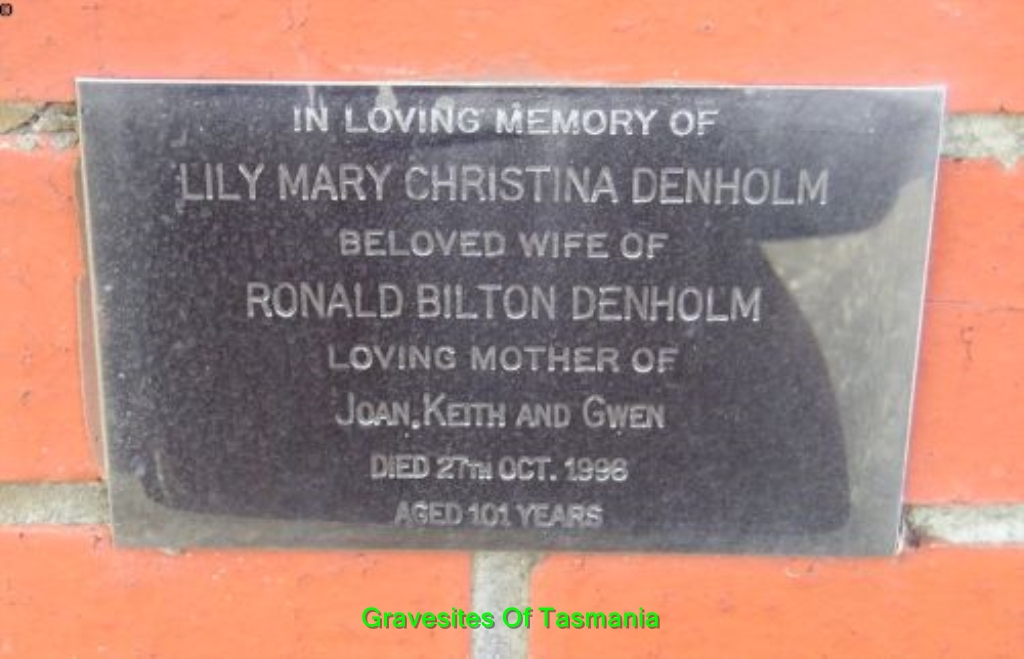 IN LOVING MEMORY OF
LILY MARY CHRISTINA DENHOLM
BELOVED WIFE OF
RONALD BILTON DENHOLM
LOVING MOTHER OF
JOAN, KEITH AND GWEN
DIED 27TH OCT. 1998
AGED 101 YEARS
Gravesites Of Tasmania